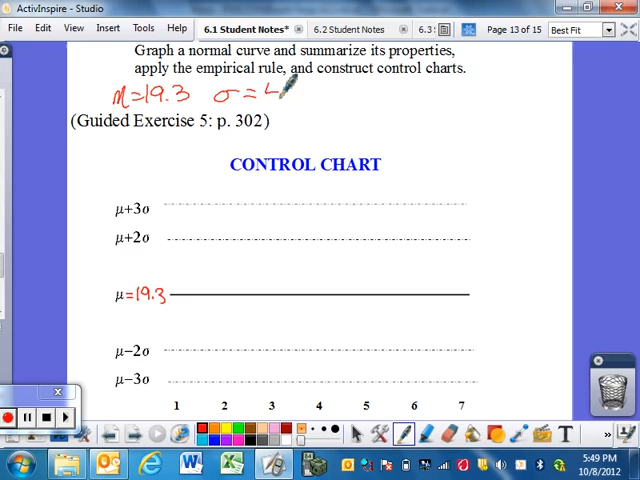 ActivInspire - Studio
File Edit View Insert Tools Help
6.1 Student Notes* 6.2 Student Notes 6.3 Page 13 of 15 Best Fit
Graph a normal curve and summarize its properties,
apply the empirical rule, and construct control charts.
μ=19.3 σ=4
(Guided Exercise 5: p. 302)
CONTROL CHART
μ+3σ
μ+2σ
μ=19.3
μ−2σ
μ−3σ
1 2 3 4 5 6 7
5:49 PM
10/8/2012